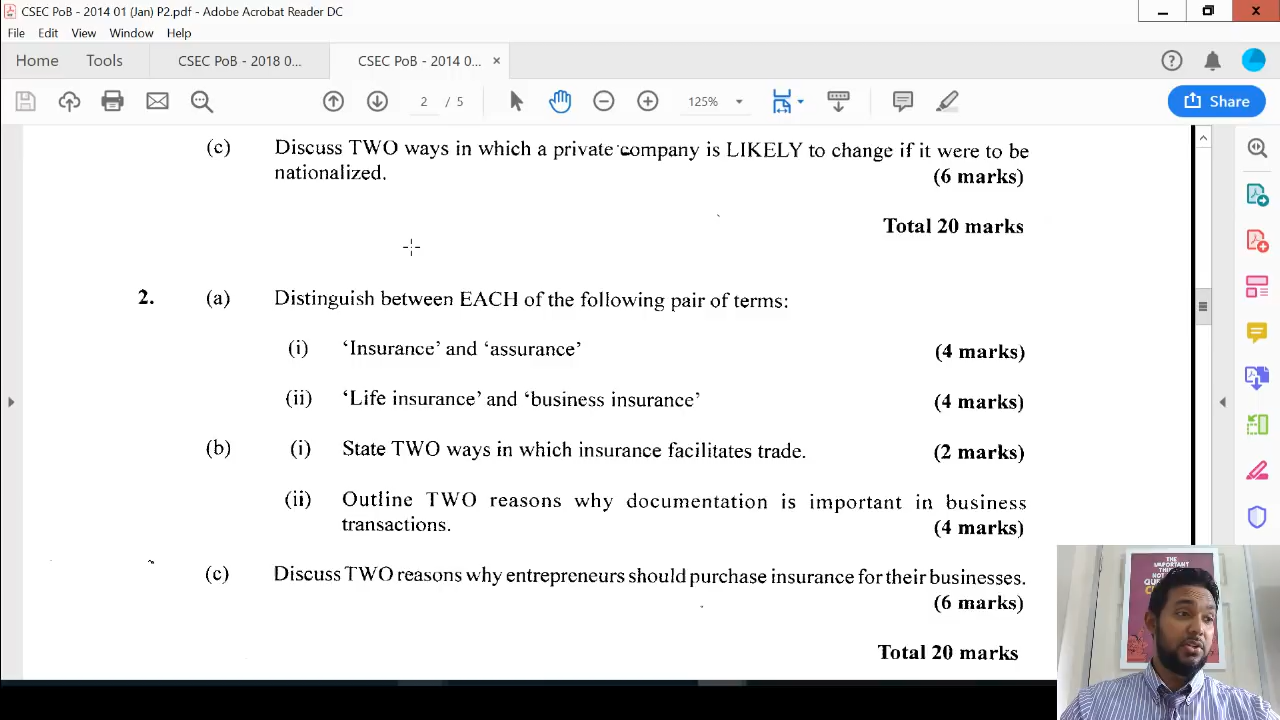 CSEC PoB - 2014 01 (Jan) P2.pdf - Adobe Acrobat Reader DC
File Edit View Window Help
Home Tools CSEC PoB - 2018 0... CSEC PoB - 2014 0... ×
2 / 5 125% Share
(c) Discuss TWO ways in which a private company is LIKELY to change if it were to be
nationalized. (6 marks)
Total 20 marks
2. (a) Distinguish between EACH of the following pair of terms:
(i) ‘Insurance’ and ‘assurance’ (4 marks)
(ii) ‘Life insurance’ and ‘business insurance’ (4 marks)
(b) (i) State TWO ways in which insurance facilitates trade. (2 marks)
(ii) Outline TWO reasons why documentation is important in business
transactions. (4 marks)
(c) Discuss TWO reasons why entrepreneurs should purchase insurance for their businesses.
(6 marks)
Total 20 marks
THE
IMPORTANT